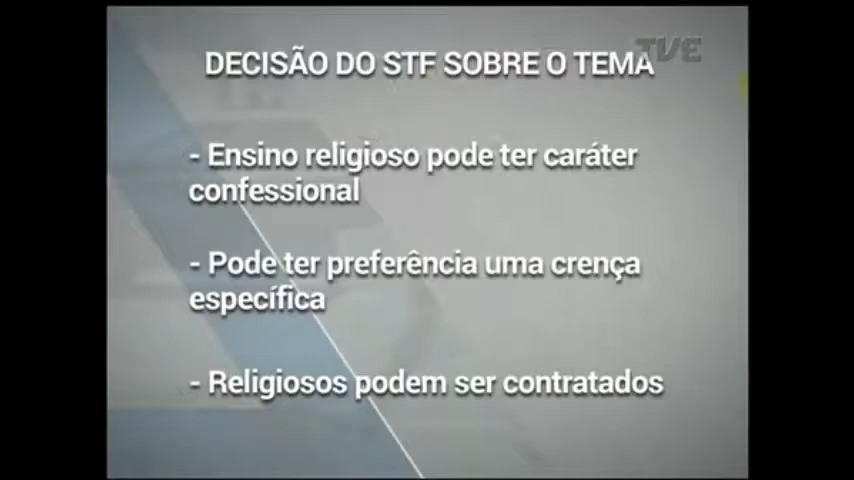 TVE
DECISÃO DO STF SOBRE O TEMA
- Ensino religioso pode ter caráter
confessional
- Pode ter preferência uma crença
específica
- Religiosos podem ser contratados